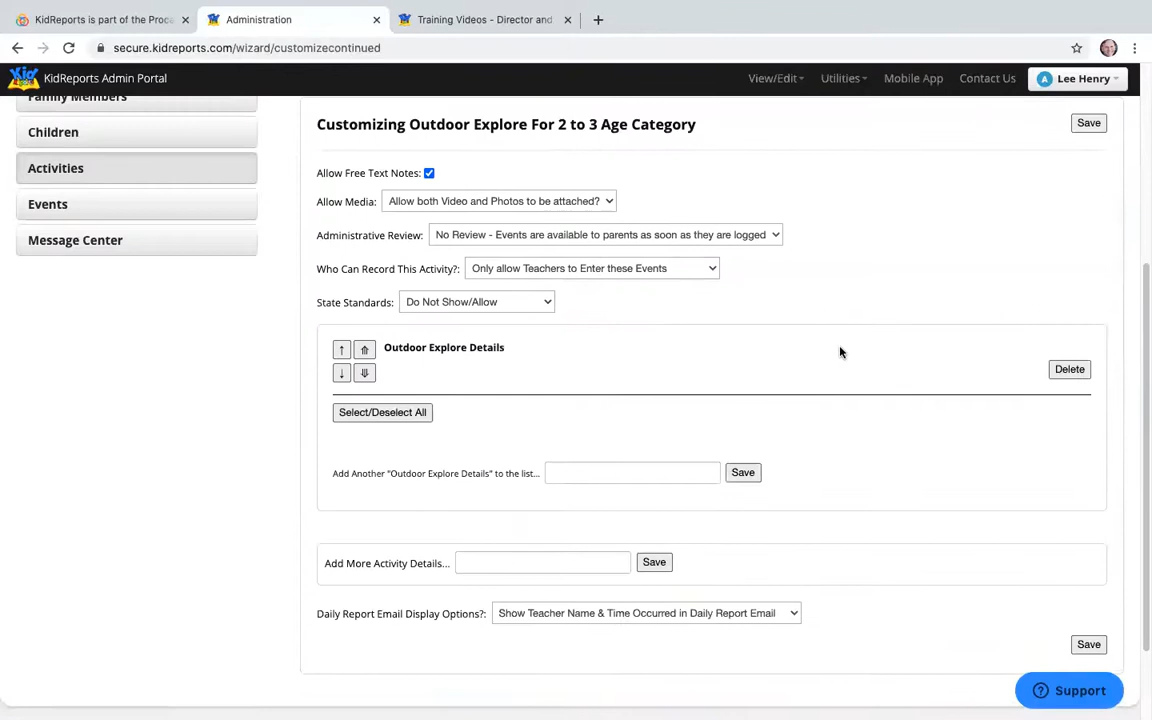 KidReports is part of the Proc
Administration
Training Videos - Director and
secure.kidreports.com/wizard/customizecontinued
KidReports Admin Portal
View/Edit
Utilities
Mobile App
Contact Us
A Lee Henry
Family Members
Children
Activities
Events
Message Center
Customizing Outdoor Explore For 2 to 3 Age Category
Save
Allow Free Text Notes:
Allow Media: Allow both Video and Photos to be attached?
Administrative Review: No Review - Events are available to parents as soon as they are logged
Who Can Record This Activity?: Only allow Teachers to Enter these Events
State Standards: Do Not Show/Allow
Outdoor Explore Details
Delete
Select/Deselect All
Add Another "Outdoor Explore Details" to the list... Save
Add More Activity Details... Save
Daily Report Email Display Options?: Show Teacher Name & Time Occurred in Daily Report Email
Save
Support